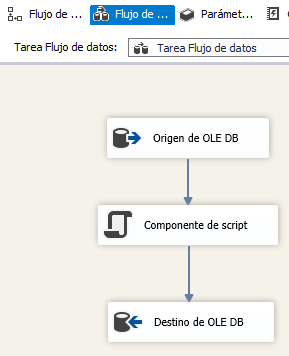 Flujo de ... Flujo de ... Parámet...
Tarea Flujo de datos: Tarea Flujo de datos
Origen de OLE DB
Componente de script
Destino de OLE DB